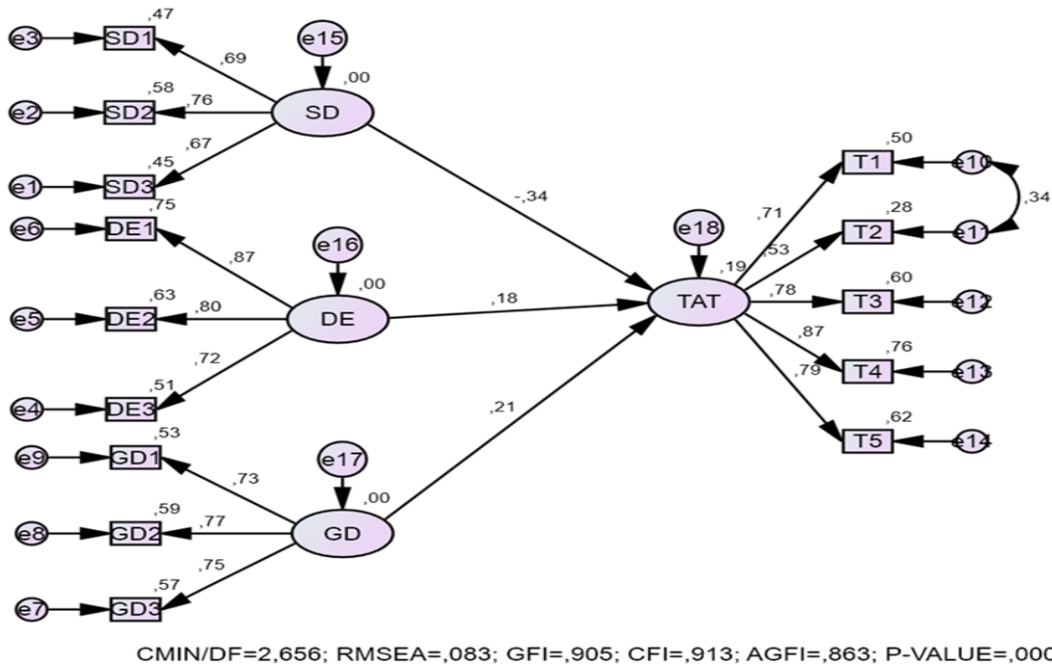 ,47
e3 SD1 e15
,69 ,00
,58
e2 SD2 ,76 SD
,67
,45
e1 SD3
,75
e6 DE1 e16
,87 ,00
,63
e5 DE2 ,80 DE
,72
,51
e4 DE3
,53
e9 GD1 e17
,73 ,00
,59
e8 GD2 ,77 GD
,75
,57
e7 GD3
-,34
,18
,21
e18
,19
TAT
,50
,71 T1 e10
,34
,28
,53 T2 e11
,60
,78 T3 e12
,76
,87 T4 e13
,62
,79 T5 e14
CMIN/DF=2,656; RMSEA=,083; GFI=,905; CFI=,913; AGFI=,863; P-VALUE=,000